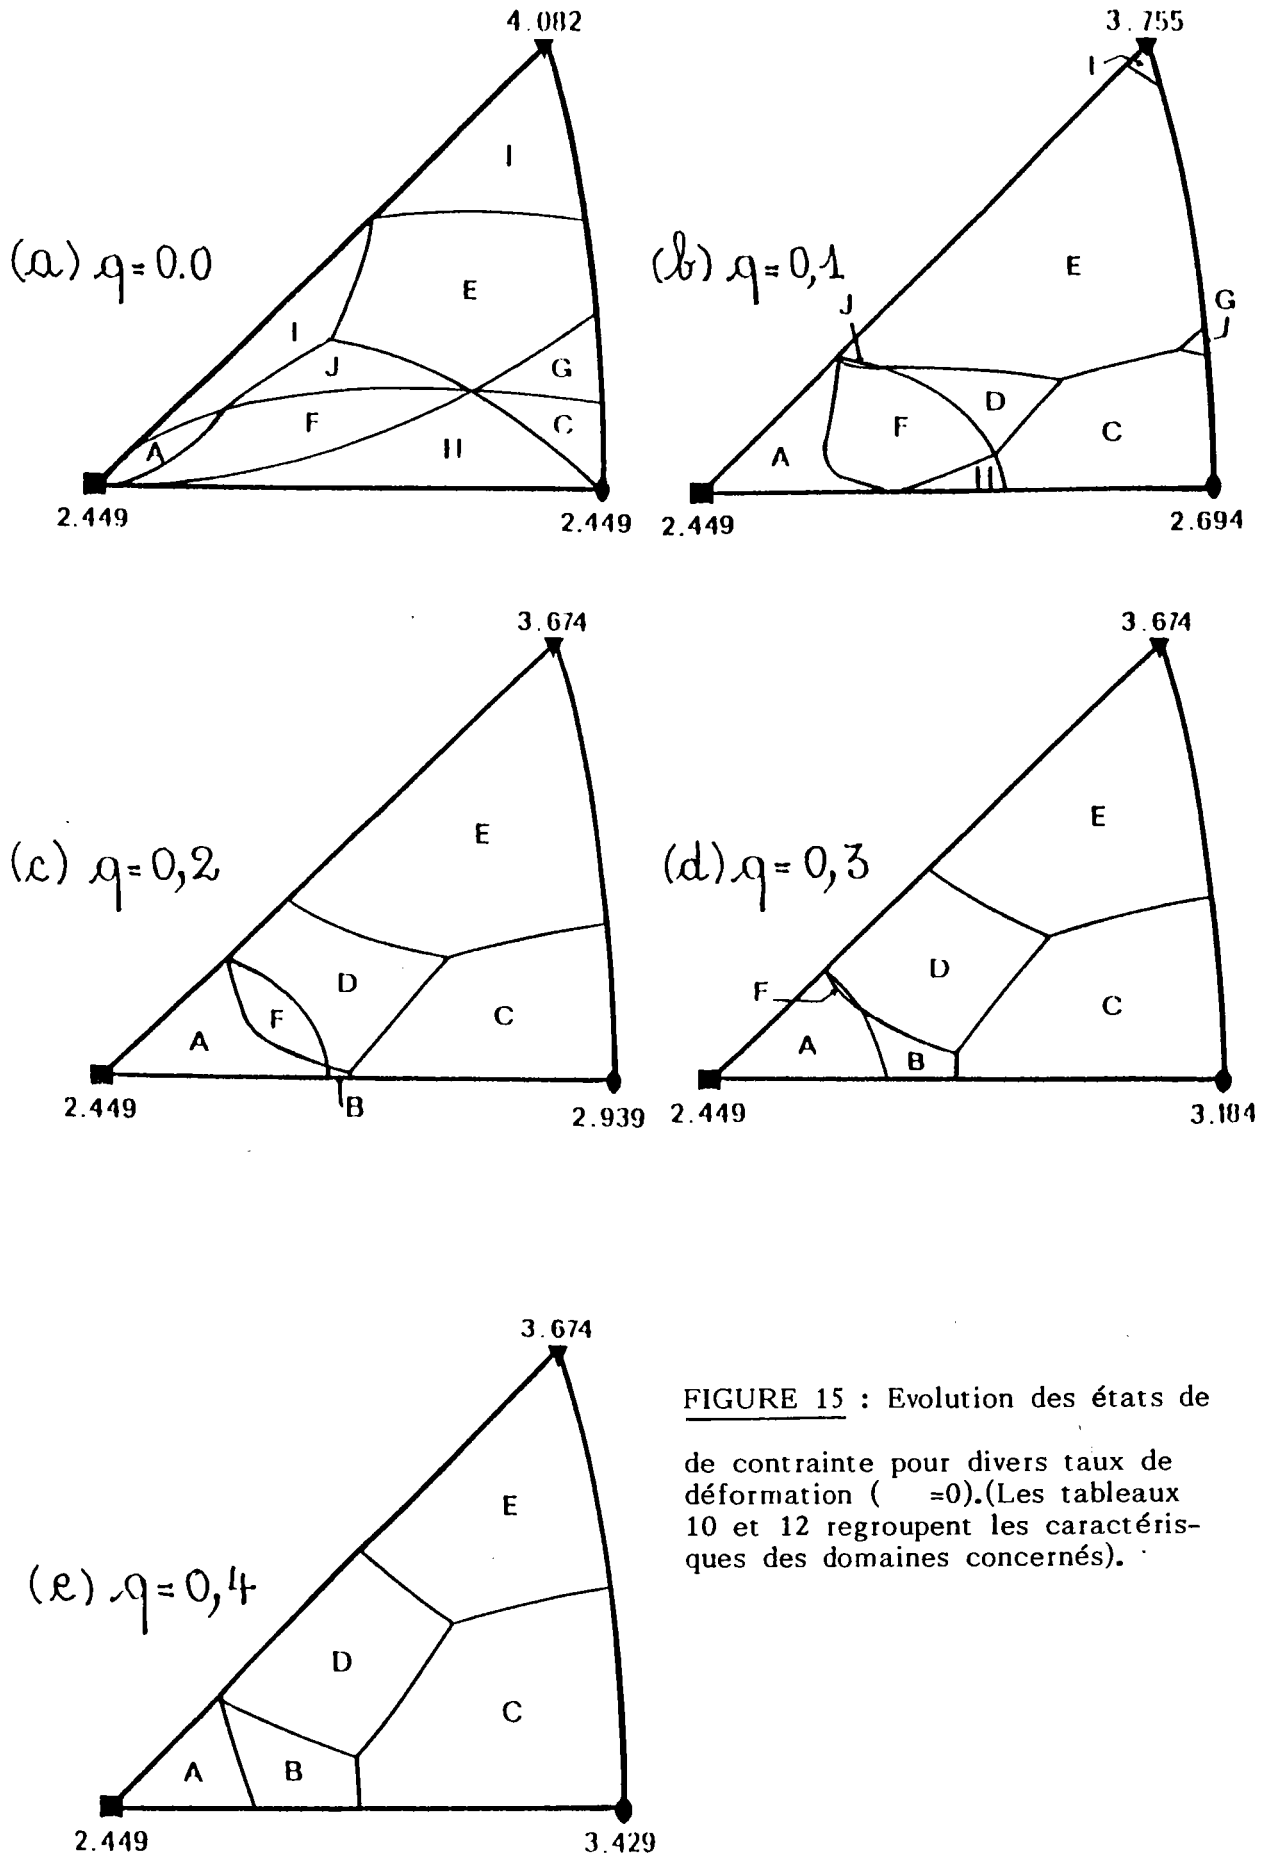 4.082
I
(a) q=0.0
E
I
J
G
F
C
A
H
2.449
2.449
3.755
I
(b) q=0,1
E
G
J
J
D
F
C
A
H
2.449
2.694
3.674
E
(c) q=0,2
D
F
C
A
B
2.449
2.939
3.674
E
(d) q=0,3
D
F
C
A
B
2.449
3.184
3.674
E
(e) q=0,4
D
C
A
B
2.449
3.429
FIGURE 15 : Evolution des états de
de contrainte pour divers taux de
déformation ( =0).(Les tableaux
10 et 12 regroupent les caractéris-
ques des domaines concernés).